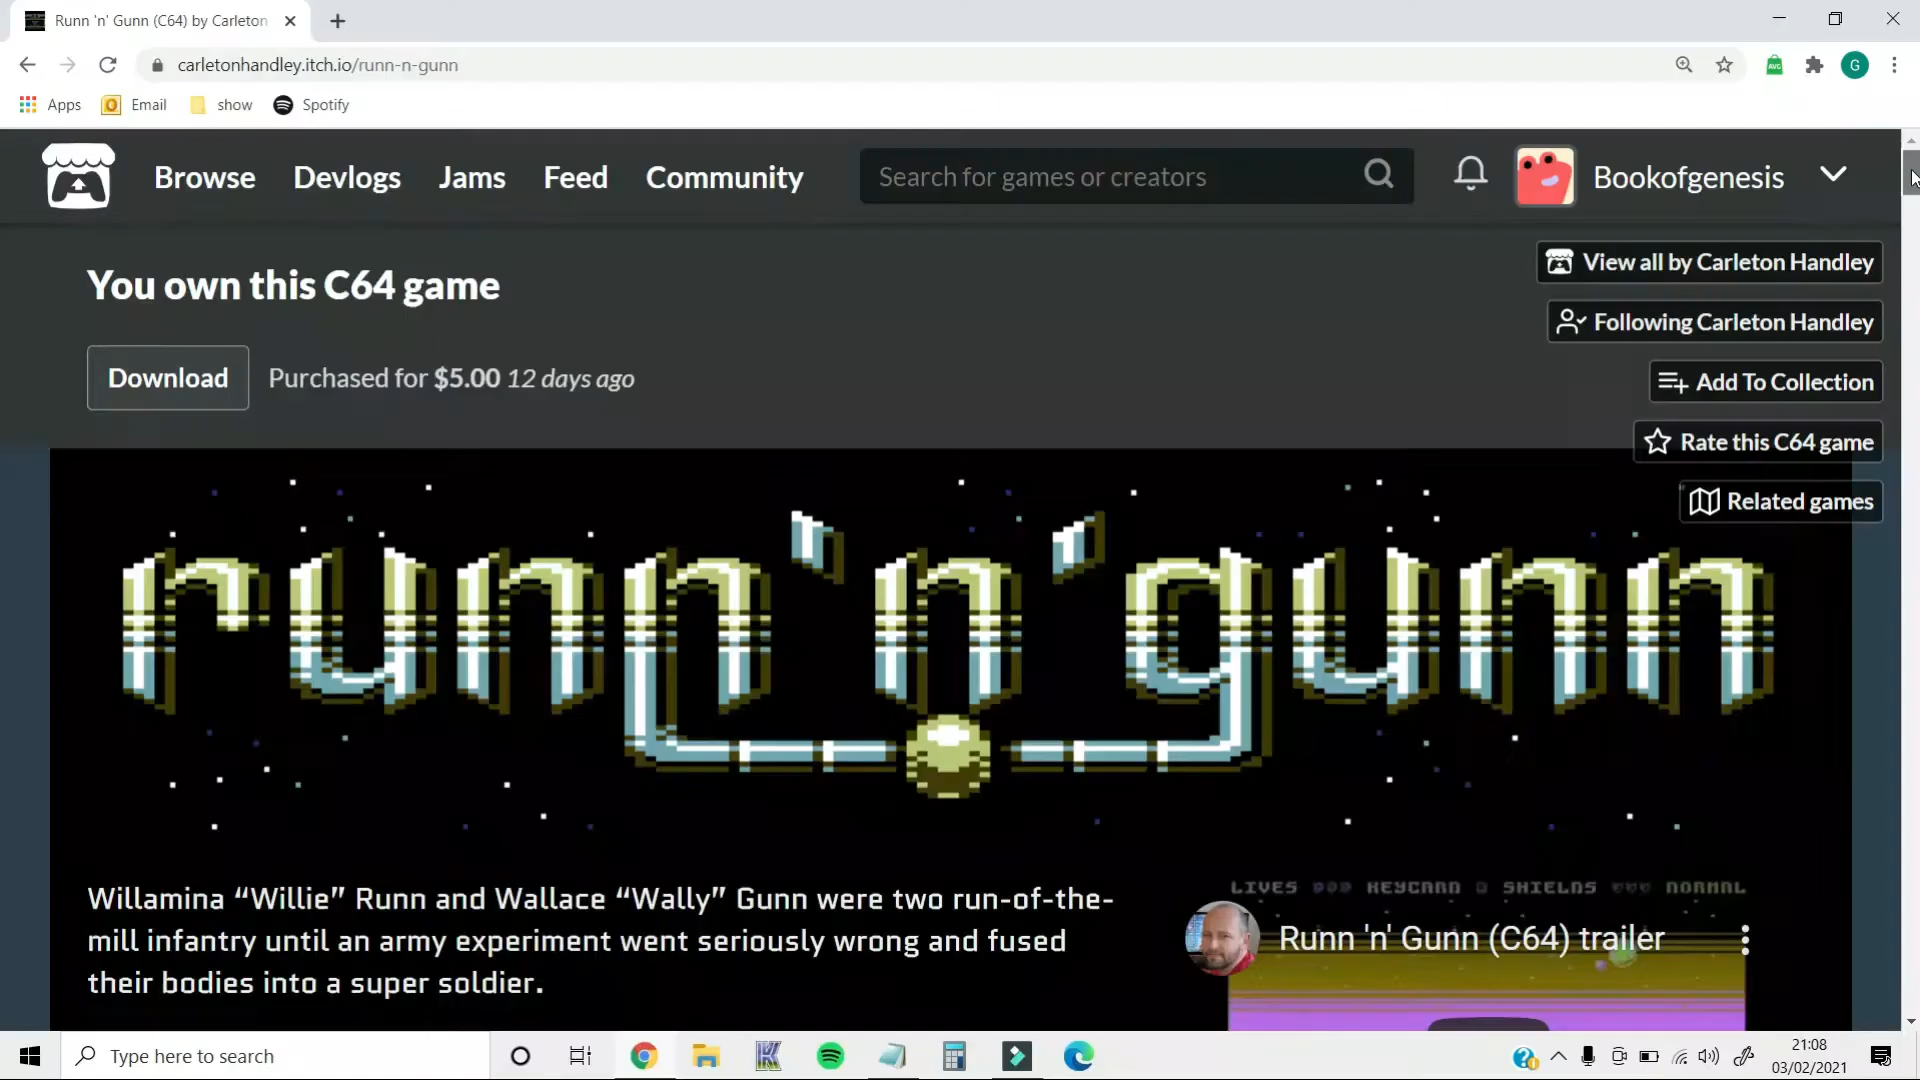 Runn 'n' Gunn (C64) by Carleton
carletonhandley.itch.io/runn-n-gunn
G
Apps Email show Spotify
Browse Devlogs Jams Feed Community
Search for games or creators
Bookofgenesis
You own this C64 game
View all by Carleton Handley
Following Carleton Handley
Download Purchased for $5.00 12 days ago
Add To Collection
Rate this C64 game
Related games
runn 'n' gunn
Willamina “Willie” Runn and Wallace “Wally” Gunn were two run-of-the-
mill infantry until an army experiment went seriously wrong and fused
their bodies into a super soldier.
LIVES KEYCARD 0 SHIELDS NORMAL
Runn 'n' Gunn (C64) trailer
Type here to search
21:08
03/02/2021